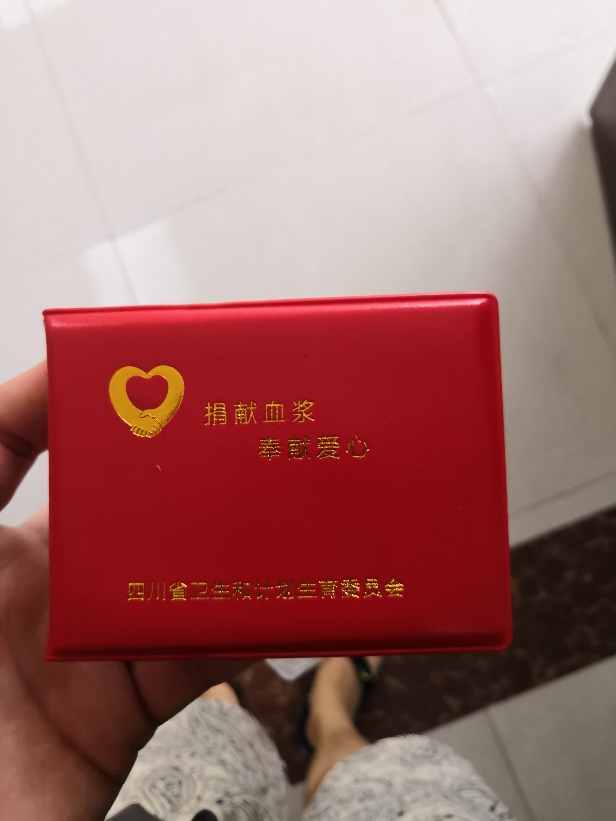 捐献血浆
奉献爱心
四川省卫生和计划生育委员会